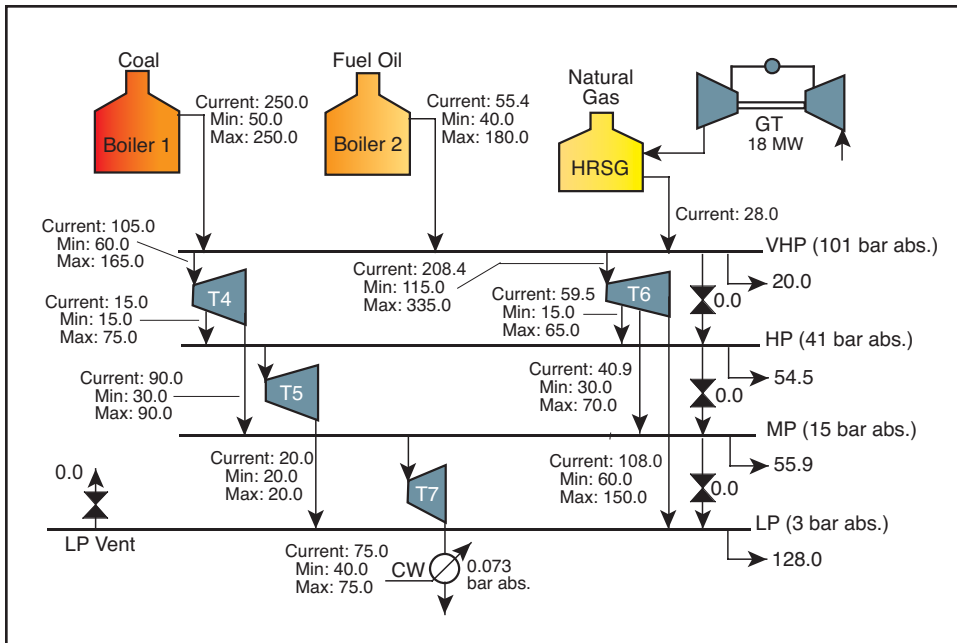 Coal
Current: 250.0
Min: 50.0
Max: 250.0
Boiler 1
Fuel Oil
Current: 55.4
Min: 40.0
Max: 180.0
Boiler 2
Natural
Gas
HRSG
GT
18 MW
Current: 28.0
VHP (101 bar abs.)
20.0
0.0
Current: 105.0
Min: 60.0
Max: 165.0
T4
Current: 208.4
Min: 115.0
Max: 335.0
T6
Current: 15.0
Min: 15.0
Max: 75.0
Current: 59.5
Min: 15.0
Max: 65.0
HP (41 bar abs.)
54.5
0.0
Current: 90.0
Min: 30.0
Max: 90.0
T5
Current: 40.9
Min: 30.0
Max: 70.0
MP (15 bar abs.)
55.9
0.0
Current: 20.0
Min: 20.0
Max: 20.0
T7
Current: 108.0
Min: 60.0
Max: 150.0
LP (3 bar abs.)
128.0
0.0
LP Vent
Current: 75.0
Min: 40.0
Max: 75.0
CW
0.073
bar abs.